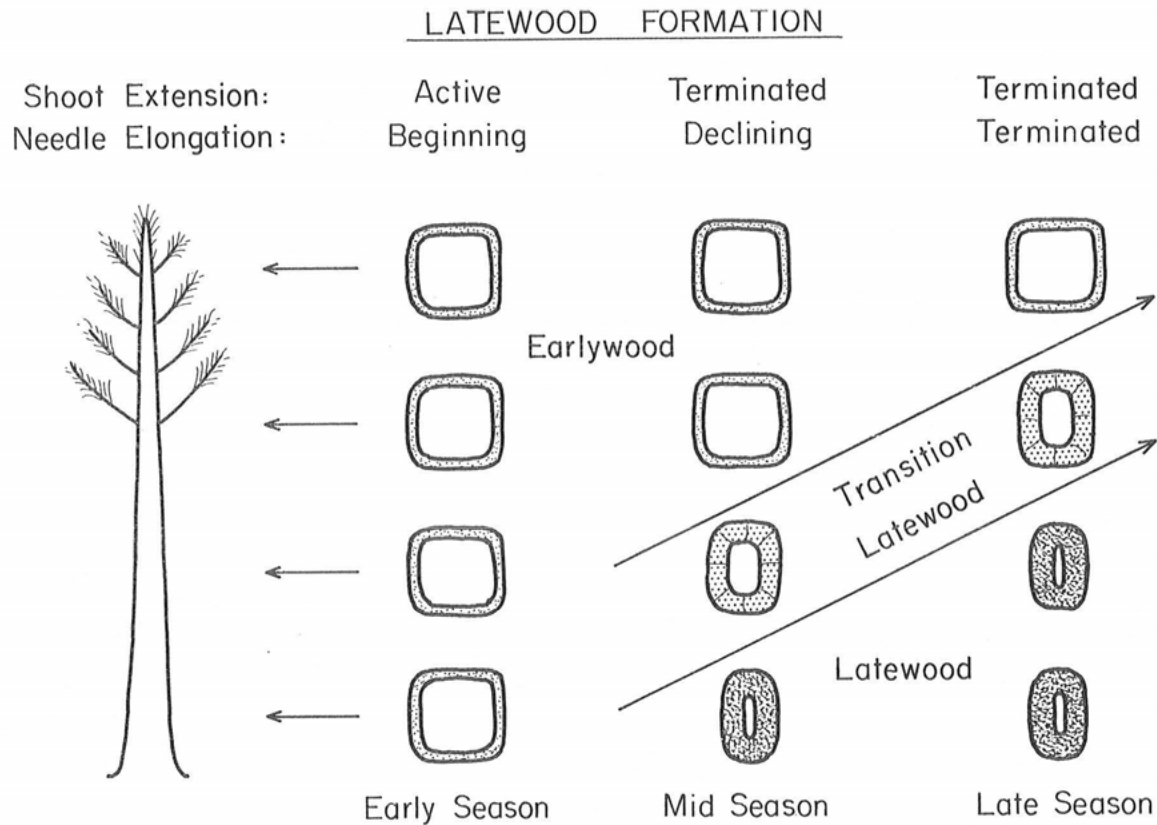 LATEWOOD FORMATION
Shoot Extension: Active Terminated Terminated
Needle Elongation: Beginning Declining Terminated
Earlywood
Transition
Latewood
Latewood
Early Season Mid Season Late Season